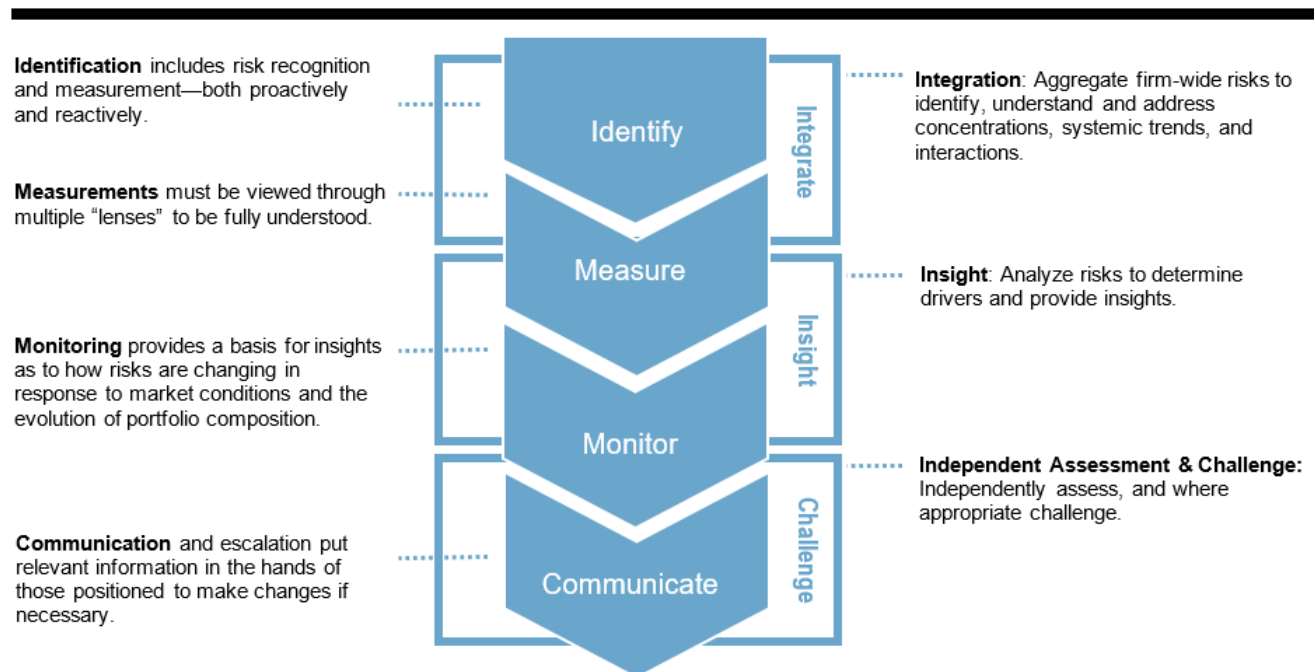 Identification includes risk recognition
and measurement—both proactively
and reactively.
Measurements must be viewed through
multiple “lenses” to be fully understood.
Monitoring provides a basis for insights
as to how risks are changing in
response to market conditions and the
evolution of portfolio composition.
Communication and escalation put
relevant information in the hands of
those positioned to make changes if
necessary.
Identify
Measure
Monitor
Communicate
Integrate
Insight
Challenge
Integration: Aggregate firm-wide risks to
identify, understand and address
concentrations, systemic trends, and
interactions.
Insight: Analyze risks to determine
drivers and provide insights.
Independent Assessment & Challenge:
Independently assess, and where
appropriate challenge.